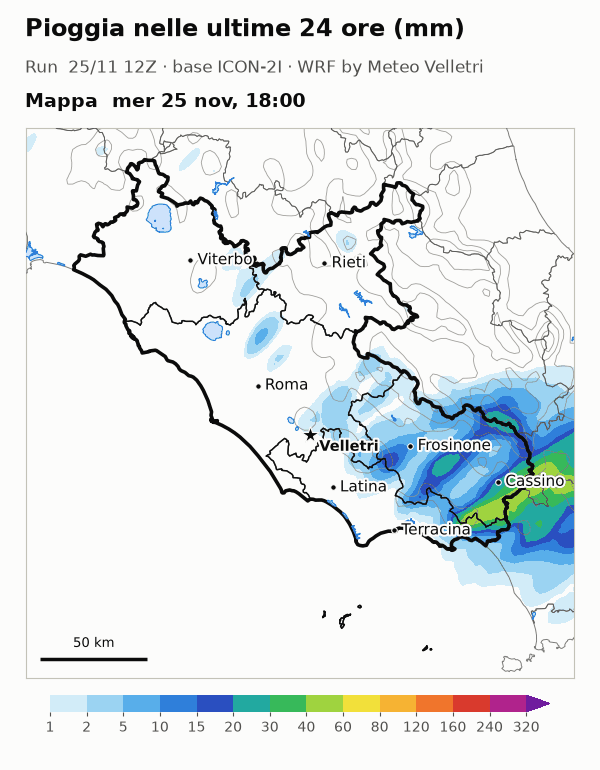 Pioggia nelle ultime 24 ore (mm)
Run  25/11 12Z · base ICON-2I · WRF by Meteo Velletri
Mappa  mer 25 nov, 18:00
Viterbo
Rieti
Roma
Velletri
Frosinone
Latina
Cassino
Terracina
50 km
1 2 5 10 15 20 30 40 60 80 120 160 240 320